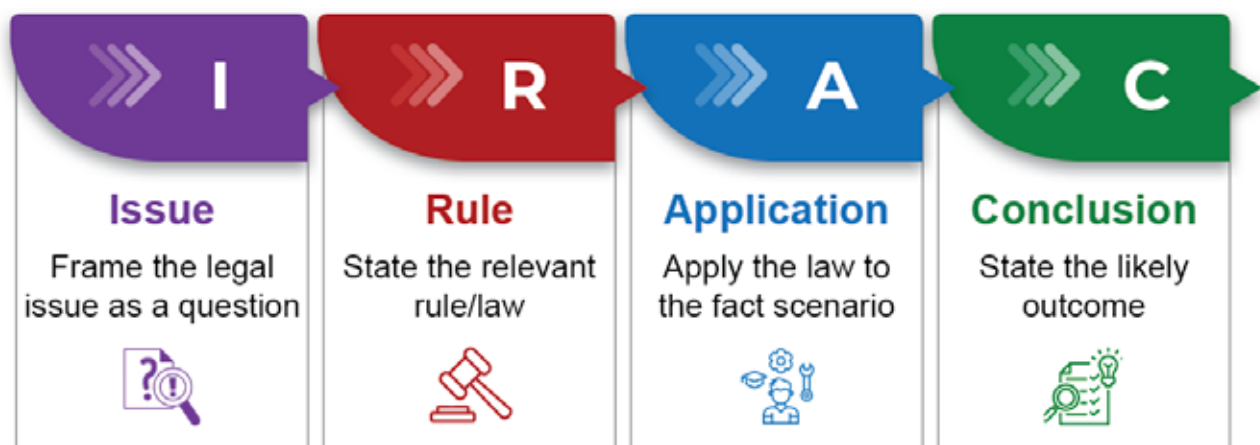 I
R
A
C
Issue
Frame the legal
issue as a question
Rule
State the relevant
rule/law
Application
Apply the law to
the fact scenario
Conclusion
State the likely
outcome